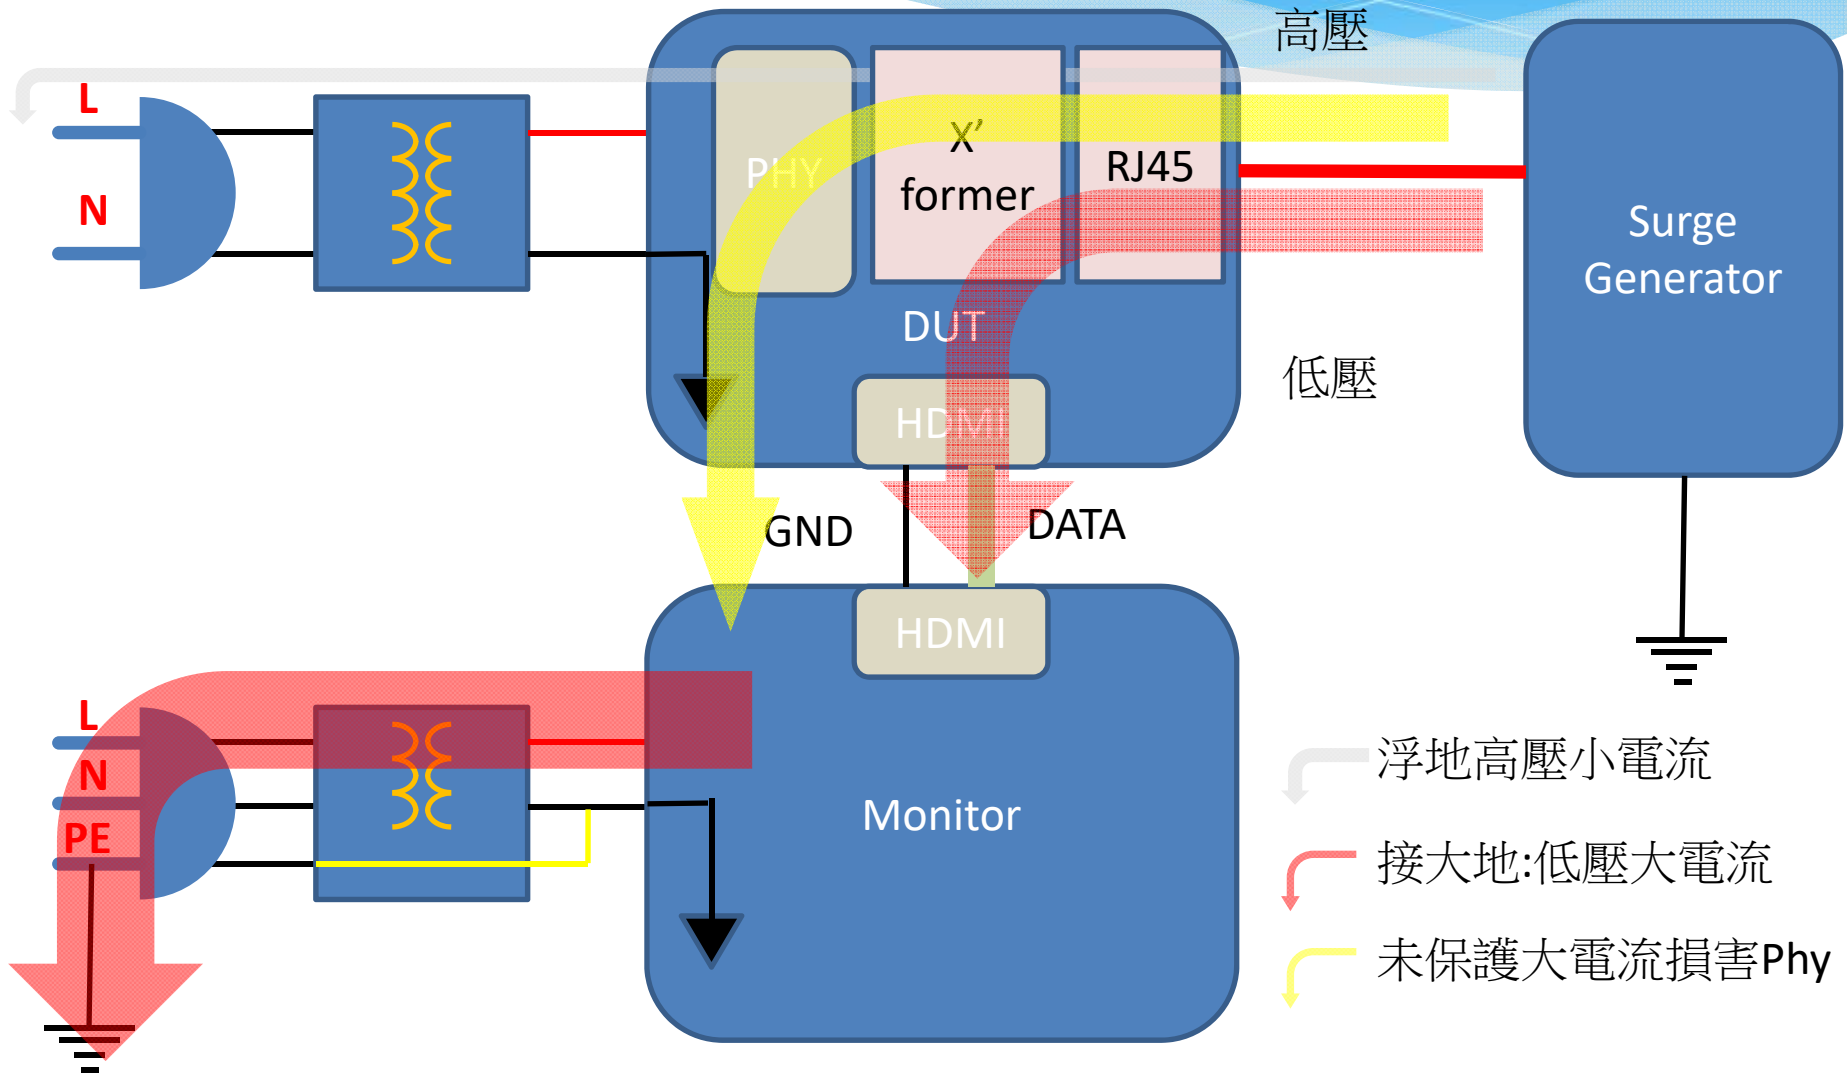 高壓
L
N
PHY
X'
former
RJ45
Surge
Generator
DUT
低壓
HDMI
GND
DATA
HDMI
L
N
PE
Monitor
浮地高壓小電流
接大地:低壓大電流
未保護大電流損害Phy